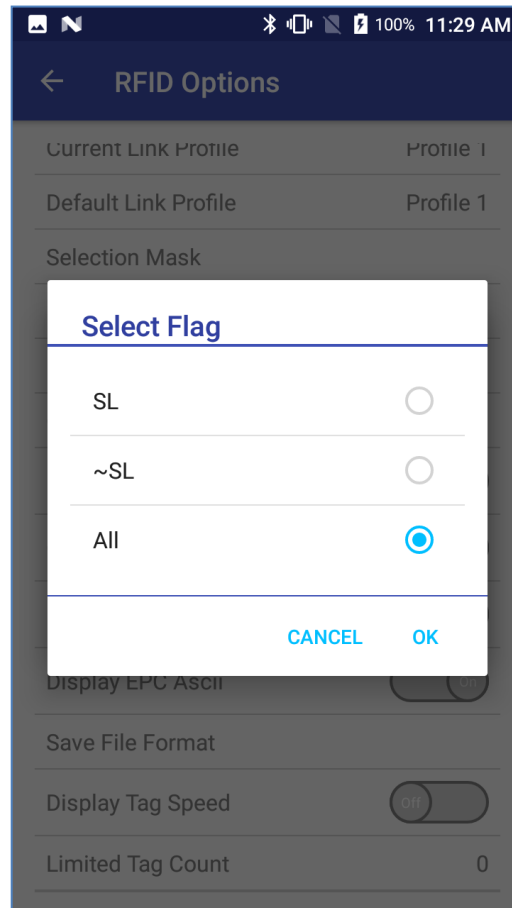 100% 11:29 AM
RFID Options
Current Link Profile Profile 1
Default Link Profile Profile 1
Selection Mask
Select Flag
SL
~SL
All
CANCEL OK
Display EPC Ascii On
Save File Format
Display Tag Speed Off
Limited Tag Count 0